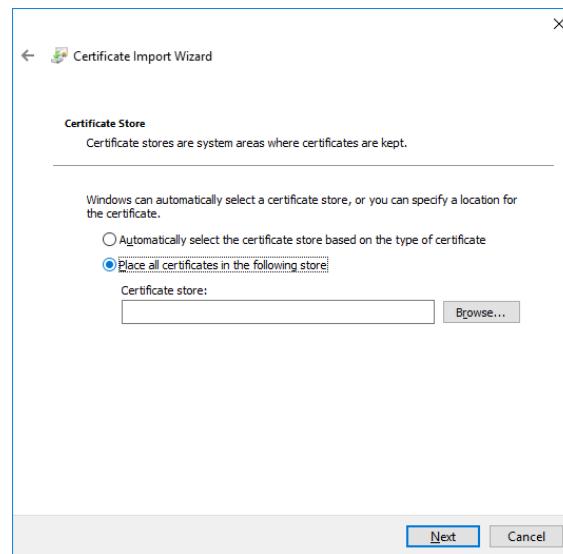 Certificate Import Wizard
Certificate Store
Certificate stores are system areas where certificates are kept.
Windows can automatically select a certificate store, or you can specify a location for
the certificate.
Automatically select the certificate store based on the type of certificate
Place all certificates in the following store
Certificate store:
Browse...
Next
Cancel